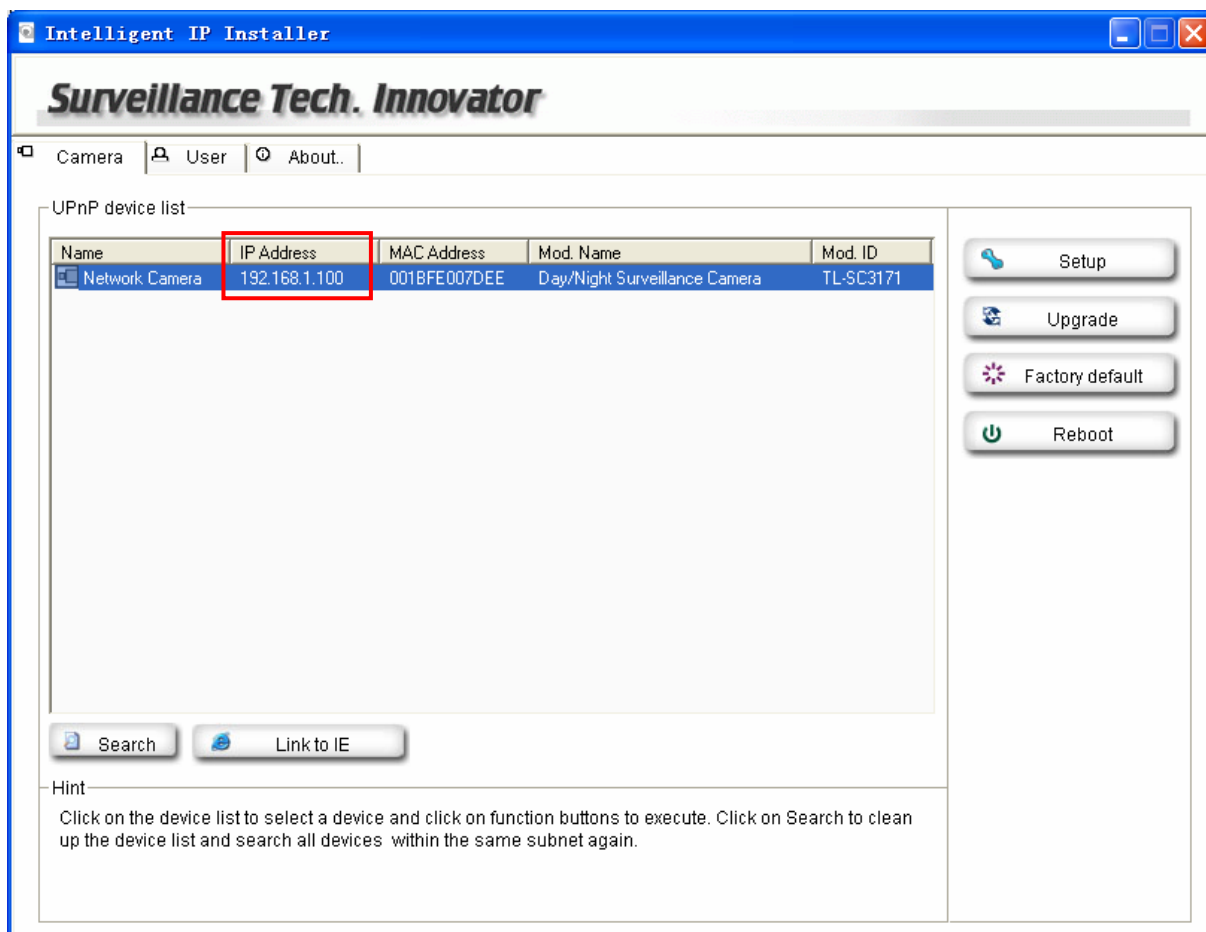 Intelligent IP Installer
Surveillance Tech. Innovator
Camera User About..
UPnP device list
Name IP Address MAC Address Mod. Name Mod. ID
Network Camera 192.168.1.100 001BFE007DEE Day/Night Surveillance Camera TL-SC3171
Setup
Upgrade
Factory default
Reboot
Search Link to IE
Hint
Click on the device list to select a device and click on function buttons to execute. Click on Search to clean
up the device list and search all devices within the same subnet again.